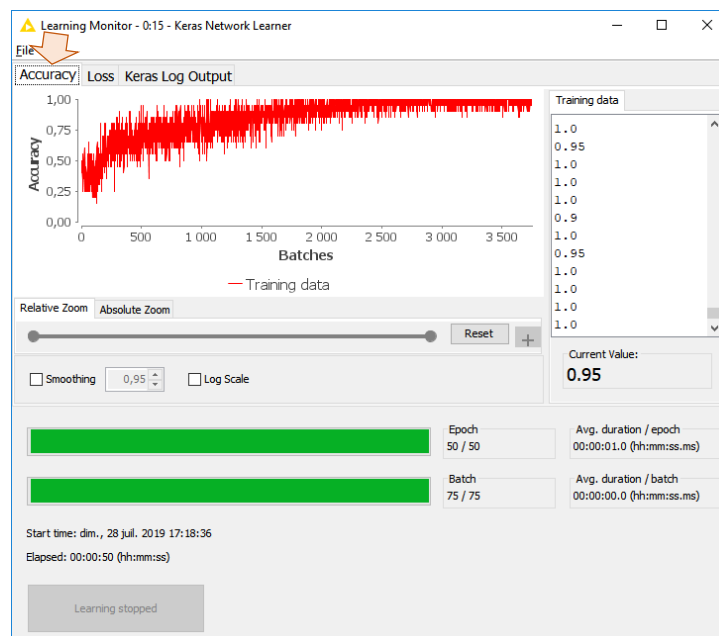 Learning Monitor - 0:15 - Keras Network Learner
File
Accuracy Loss Keras Log Output
1,00
0,75
0,50
0,25
0,00
Accuracy
0 500 1 000 1 500 2 000 2 500 3 000 3 500
Batches
Training data
Training data
1.0
0.95
1.0
1.0
1.0
0.9
1.0
0.95
1.0
1.0
1.0
1.0
Current Value:
0.95
Relative Zoom Absolute Zoom
Reset +
Smoothing 0,95 Log Scale
Epoch
50 / 50
Avg. duration / epoch
00:00:01.0 (hh:mm:ss.ms)
Batch
75 / 75
Avg. duration / batch
00:00:00.0 (hh:mm:ss.ms)
Start time: dim., 28 juil. 2019 17:18:36
Elapsed: 00:00:50 (hh:mm:ss)
Learning stopped